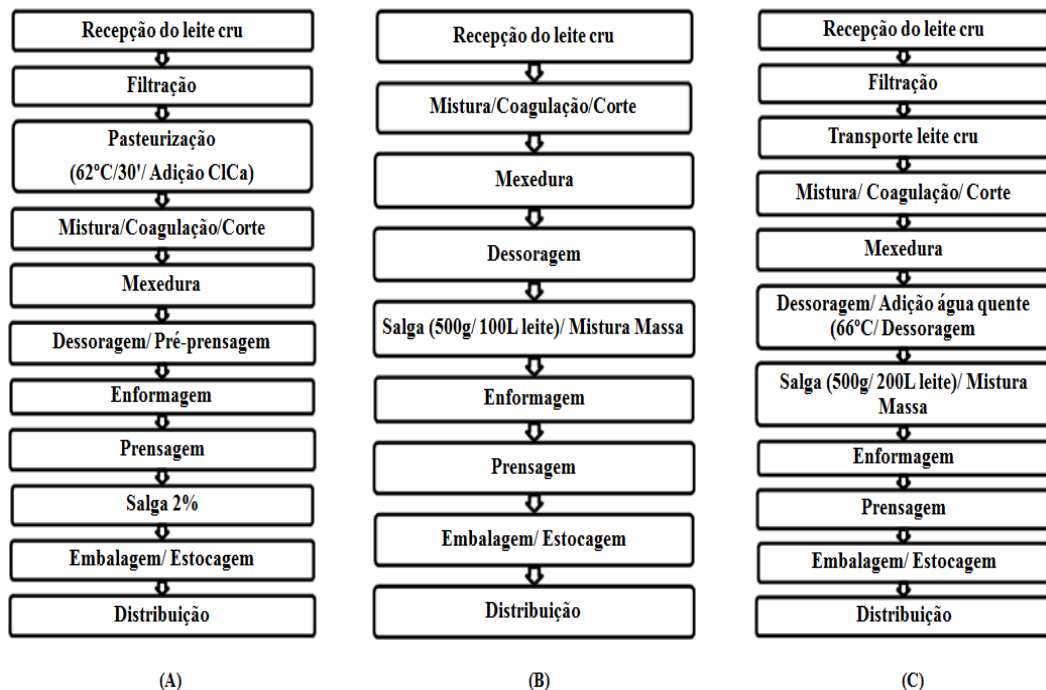 Recepção do leite cru
Filtração
Pasteurização
(62ºC/30'/ Adição ClCa)
Mistura/Coagulação/Corte
Mexedura
Dessoragem/ Pré-prensagem
Enformagem
Prensagem
Salga 2%
Embalagem/ Estocagem
Distribuição
(A)
Recepção do leite cru
Mistura/Coagulação/Corte
Mexedura
Dessoragem
Salga (500g/ 100L leite)/ Mistura Massa
Enformagem
Prensagem
Embalagem/ Estocagem
Distribuição
(B)
Recepção do leite cru
Filtração
Transporte leite cru
Mistura/ Coagulação/ Corte
Mexedura
Dessoragem/ Adição água quente
(66ºC/ Dessoragem
Salga (500g/ 200L leite)/ Mistura
Massa
Enformagem
Prensagem
Embalagem/ Estocagem
Distribuição
(C)